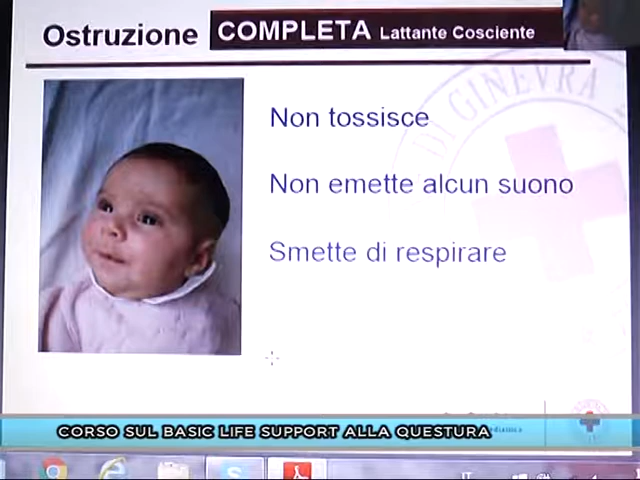 Ostruzione COMPLETA Lattante Cosciente
Non tossisce
Non emette alcun suono
Smette di respirare
DI GINEVRA
CORSO SUL BASIC LIFE SUPPORT ALLA QUESTURA
IT